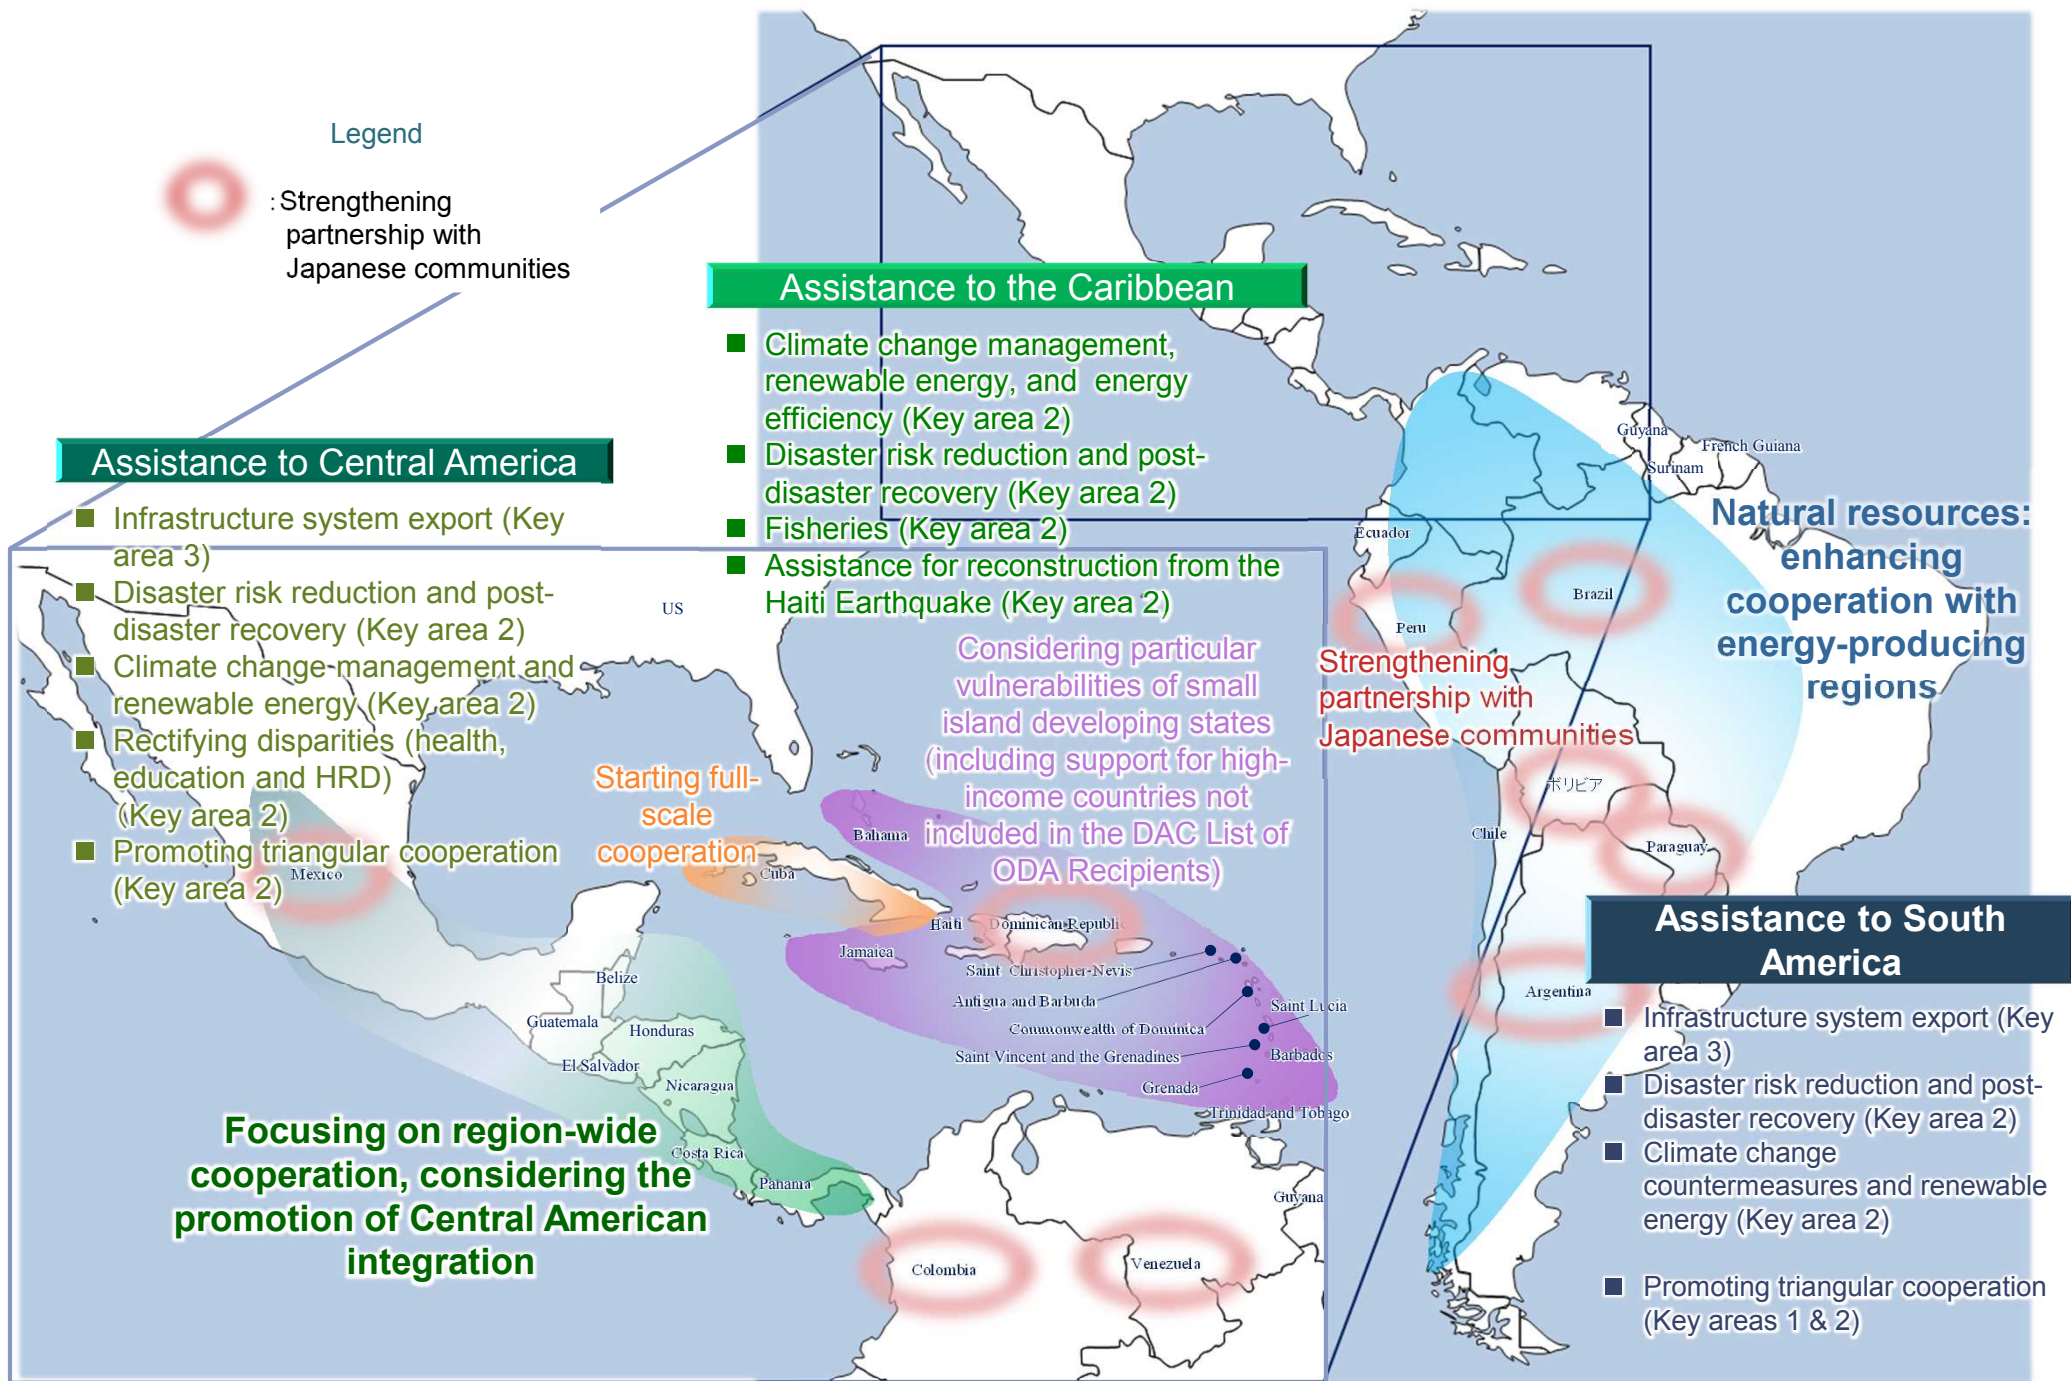 Legend
:Strengthening
partnership with
Japanese communities
Assistance to the Caribbean
■ Climate change management,
renewable energy, and energy
efficiency (Key area 2)
■ Disaster risk reduction and post-
disaster recovery (Key area 2)
■ Fisheries (Key area 2)
■ Assistance for reconstruction from the
Haiti Earthquake (Key area 2)
Assistance to Central America
■ Infrastructure system export (Key
area 3)
■ Disaster risk reduction and post-
disaster recovery (Key area 2)
■ Climate change management and
renewable energy (Key area 2)
■ Rectifying disparities (health,
education and HRD)
(Key area 2)
■ Promoting triangular cooperation
(Key area 2)
US
Considering particular
vulnerabilities of small
island developing states
(including support for high-
income countries not
included in the DAC List of
ODA Recipients)
Starting full-
scale
cooperation
Mexico
Bahama
Cuba
Haiti
Dominican Republic
Jamaica
Saint Christopher-Nevis
Antigua and Barbuda
Commonwealth of Dominica
Saint Lucia
Saint Vincent and the Grenadines
Barbados
Grenada
Trinidad and Tobago
Belize
Guatemala
Honduras
El Salvador
Nicaragua
Costa Rica
Panama
Focusing on region-wide
cooperation, considering the
promotion of Central American
integration
Colombia
Venezuela
Guyana
Guyana
French Guiana
Surinam
Natural resources:
enhancing
cooperation with
energy-producing
regions
Ecuador
Brazil
Peru
Strengthening
partnership with
Japanese communities
ボリビア
Chile
Paraguay
Argentina
Assistance to South
America
■ Infrastructure system export (Key
area 3)
■ Disaster risk reduction and post-
disaster recovery (Key area 2)
■ Climate change
countermeasures and renewable
energy (Key area 2)
■ Promoting triangular cooperation
(Key areas 1 & 2)